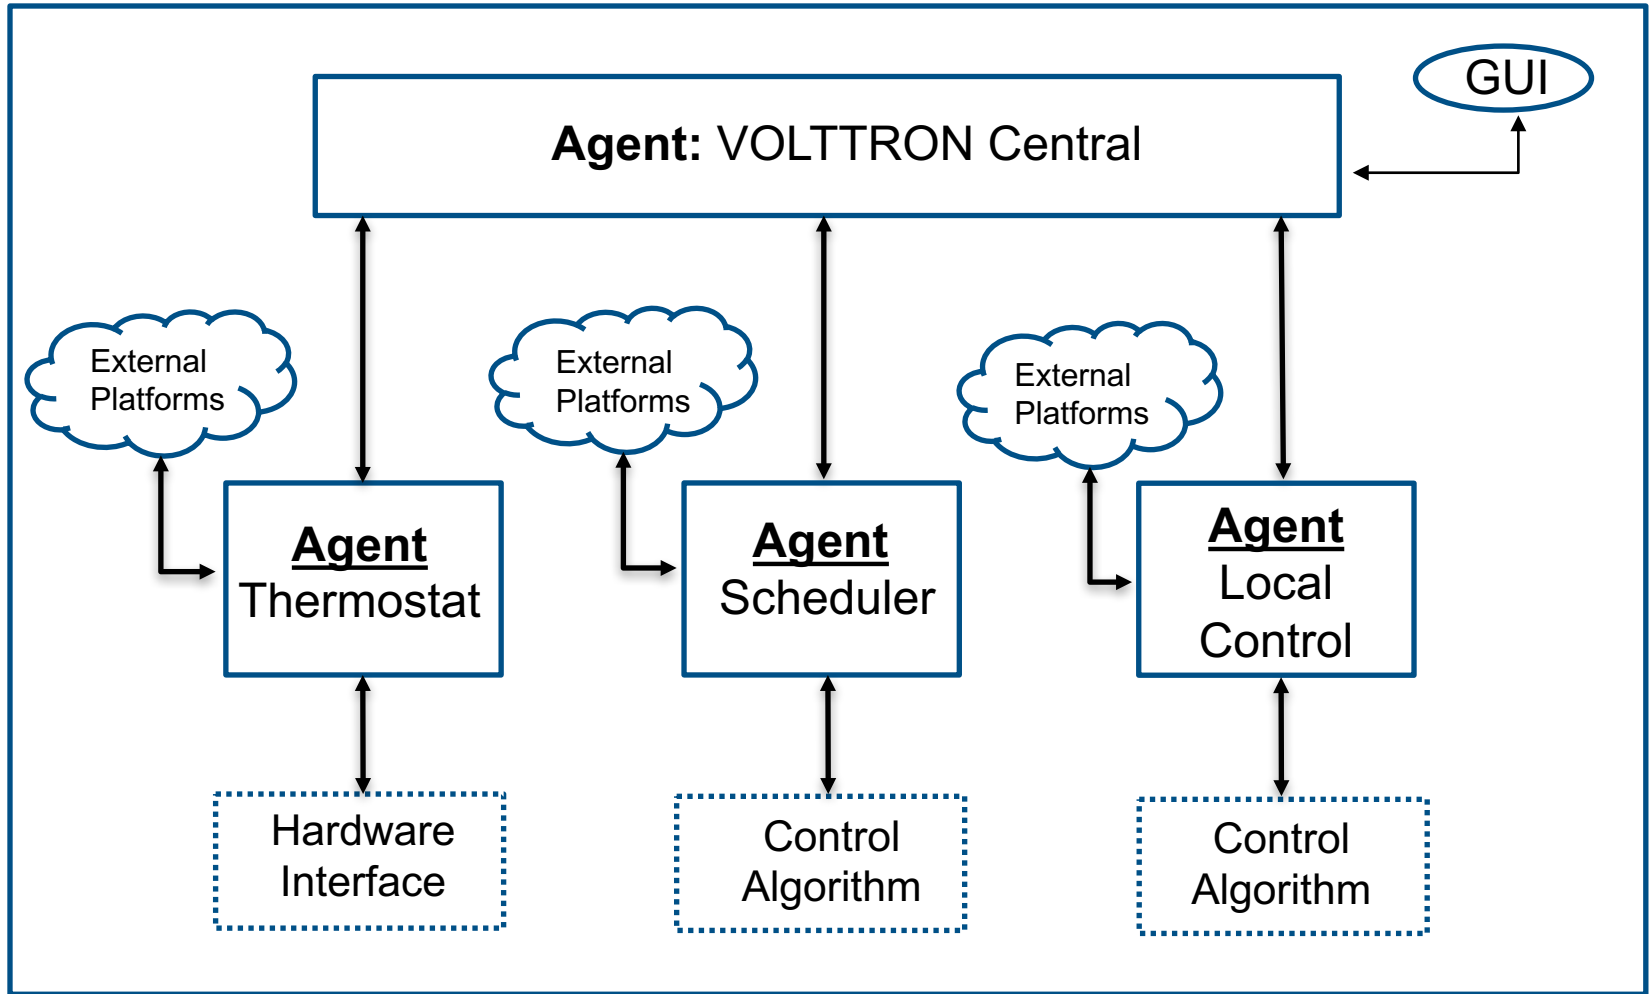 GUI
Agent: VOLTTRON Central
External
Platforms
External
Platforms
External
Platforms
Agent
Thermostat
Agent
Scheduler
Agent
Local
Control
Hardware
Interface
Control
Algorithm
Control
Algorithm